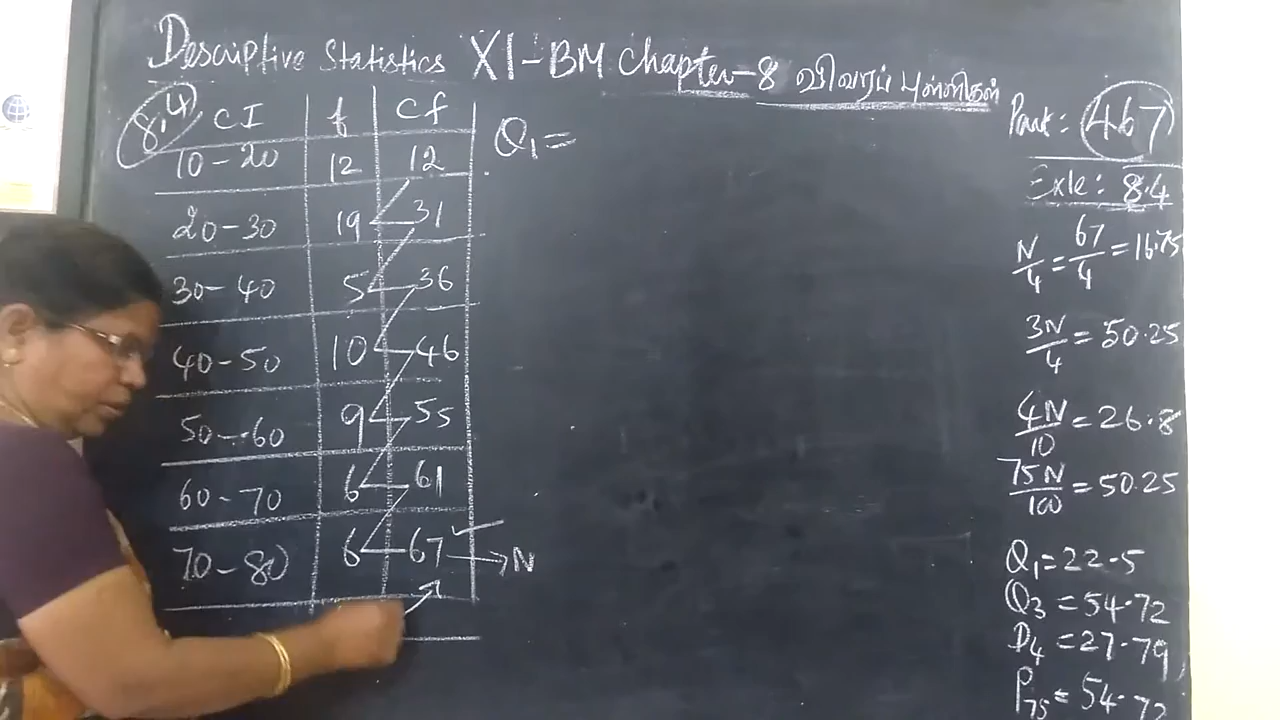 Descriptive Statistics XI-BM Chapter-8 விவரப் புள்ளியியல்
8.4
CI f Cf
10-20 12 12
20-30 19 31
30-40 5 36
40-50 10 46
50-60 9 55
60-70 6 61
70-80 6 67 → N
Q₁=
Part: 467
Exle: 8.4
N/4 = 67/4 = 16.75
3N/4 = 50.25
4N/10 = 26.8
75N/100 = 50.25
Q₁=22.5
Q₃ = 54.72
D₄ = 27.79
P₇₅ = 54.72